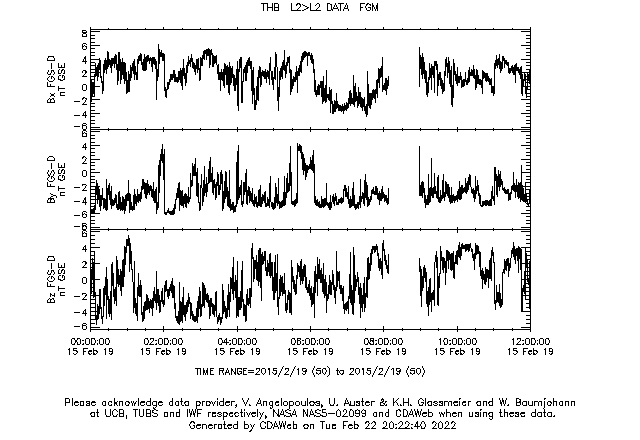 THB L2>L2 DATA FGM
8
6
4
2
0
-2
-4
-6
Bx FGS-D
nT GSE
6
4
2
0
-2
-4
-6
-8
By FGS-D
nT GSE
6
4
2
0
-2
-4
-6
Bz FGS-D
nT GSE
00:00:00 02:00:00 04:00:00 06:00:00 08:00:00 10:00:00 12:00:00
15 Feb 19 15 Feb 19 15 Feb 19 15 Feb 19 15 Feb 19 15 Feb 19 15 Feb 19
TIME RANGE=2015/2/19 (50) to 2015/2/19 (50)
Please acknowledge data provider, V. Angelopoulos, U. Auster & K.H. Glassmeier and W. Baumjohann
at UCB, TUBS and IWF respectively, NASA NAS5-02099 and CDAWeb when using these data.
Generated by CDAWeb on Tue Feb 22 20:22:40 2022